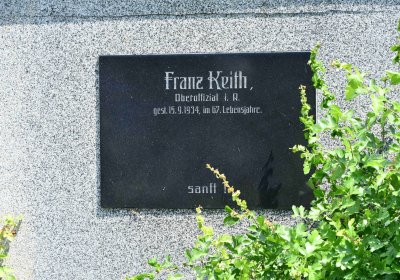 Franz Keith,
Oberoffizial i. R.
gest. 15. 9. 1934, im 67. Lebensjahre.
sanft